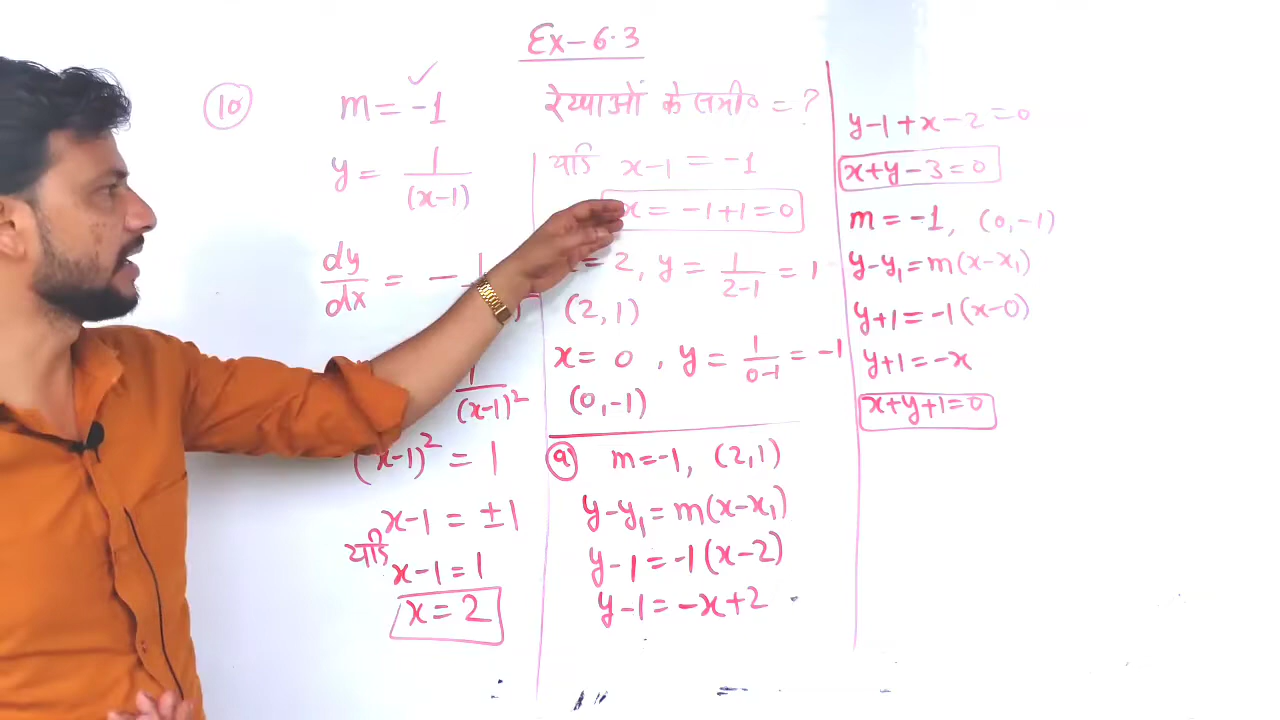 Ex-6.3
10
m = -1 ✓
y = 1/(x-1)
dy/dx = - 1
1/(x-1)²
(x-1)² = 1
x-1 = ±1
यदि
x-1 = 1
x = 2
रेखाओं के समी० = ?
यदि x-1 = -1
x = -1+1 = 0
= 2, y = 1/(2-1) = 1
(2,1)
x = 0, y = 1/(0-1) = -1
(0,-1)
a m=-1, (2,1)
y-y₁ = m(x-x₁)
y-1 = -1(x-2)
y-1 = -x+2
y-1+x-2=0
x+y-3=0
m = -1, (0,-1)
y-y₁=m(x-x₁)
y+1 = -1(x-0)
y+1 = -x
x+y+1=0